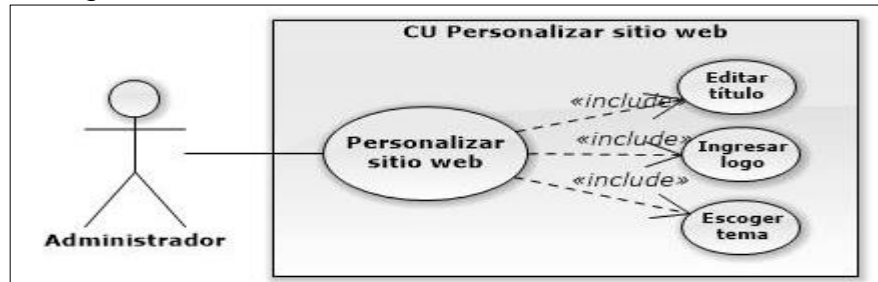 CU Personalizar sitio web
Editar
título
«include»
Personalizar
sitio web
«include»
Ingresar
logo
«include»
Escoger
tema
Administrador